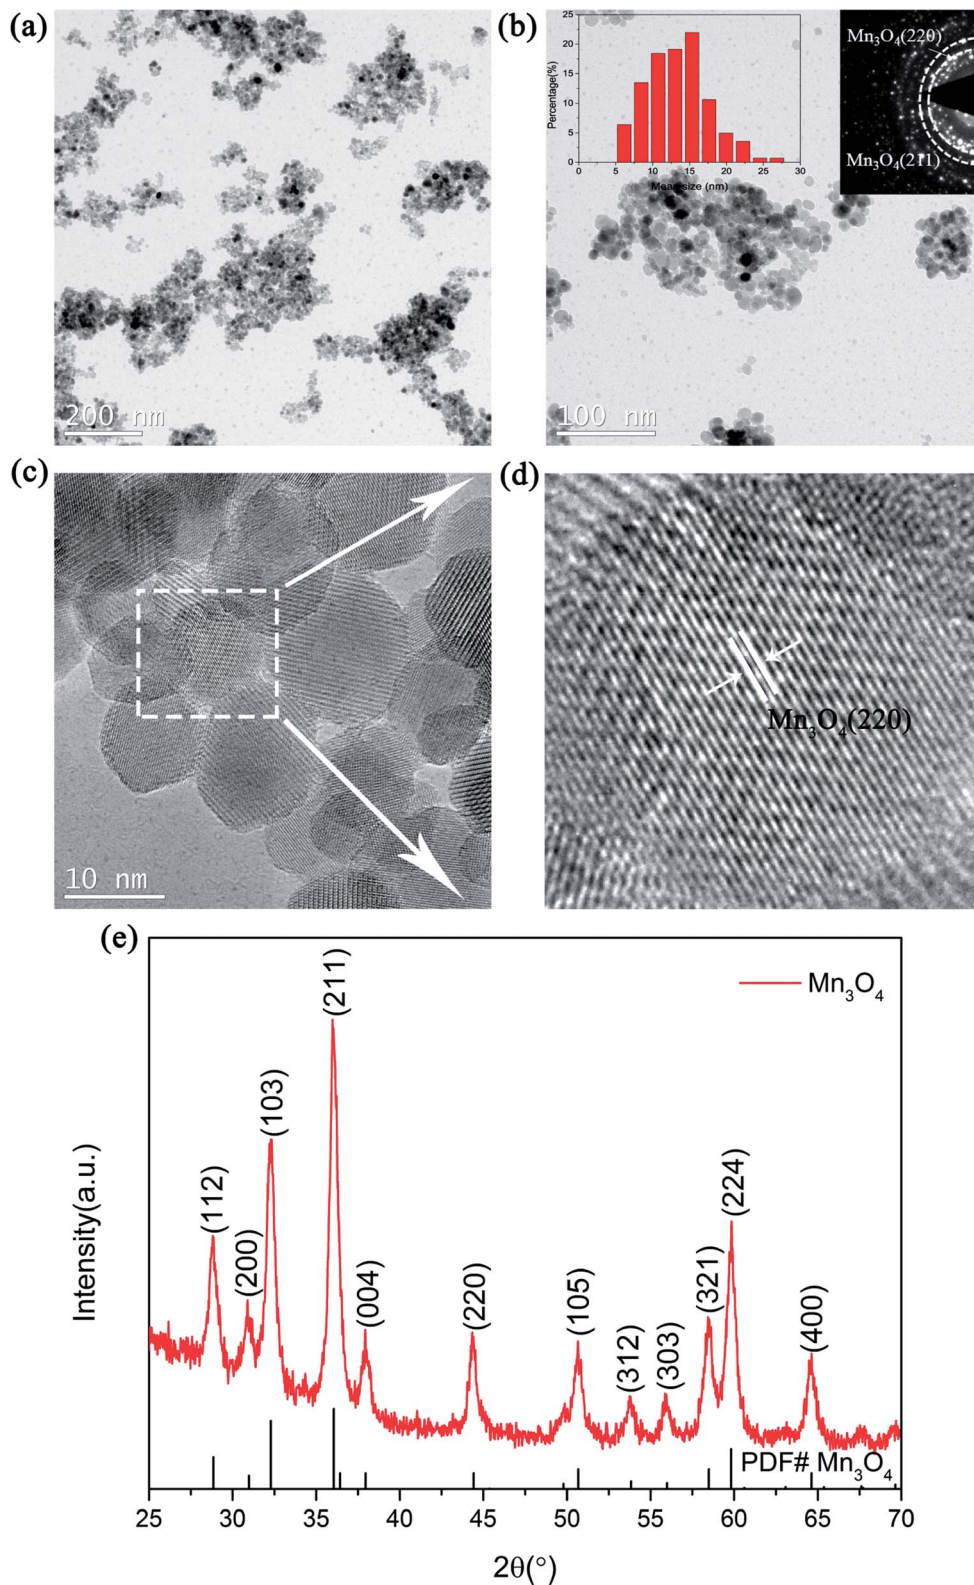 (a)
200 nm
(b)
Percentage(%)
25
20
15
10
5
0
0 5 10 15 20 25 30
Mean size (nm)
Mn₃O₄(220)
Mn₃O₄(211)
100 nm
(c)
10 nm
(d)
Mn₃O₄(220)
(e)
Intensity(a.u.)
(112)
(200)
(103)
(211)
(004)
(220)
(105)
(312)
(303)
(321)
(224)
(400)
Mn₃O₄
PDF# Mn₃O₄
25 30 35 40 45 50 55 60 65 70
2θ(°)